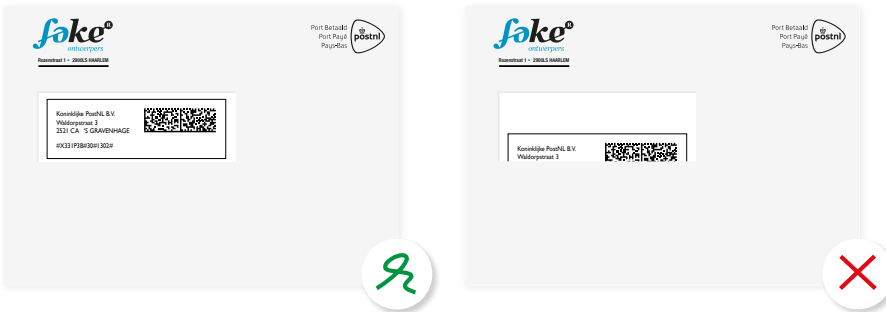 fake R
ontwerpers
Rozenstraat 1 • 2906LS HAARLEM
Port Betaald
Port Payé
Pays-Bas
postnl
Koninklijke PostNL B.V.
Waldorpstraat 3
2521 CA 'S GRAVENHAGE
#X331P3B#30#1302#
fake R
ontwerpers
Rozenstraat 1 • 2906LS HAARLEM
Port Betaald
Port Payé
Pays-Bas
postnl
Koninklijke PostNL B.V.
Waldorpstraat 3